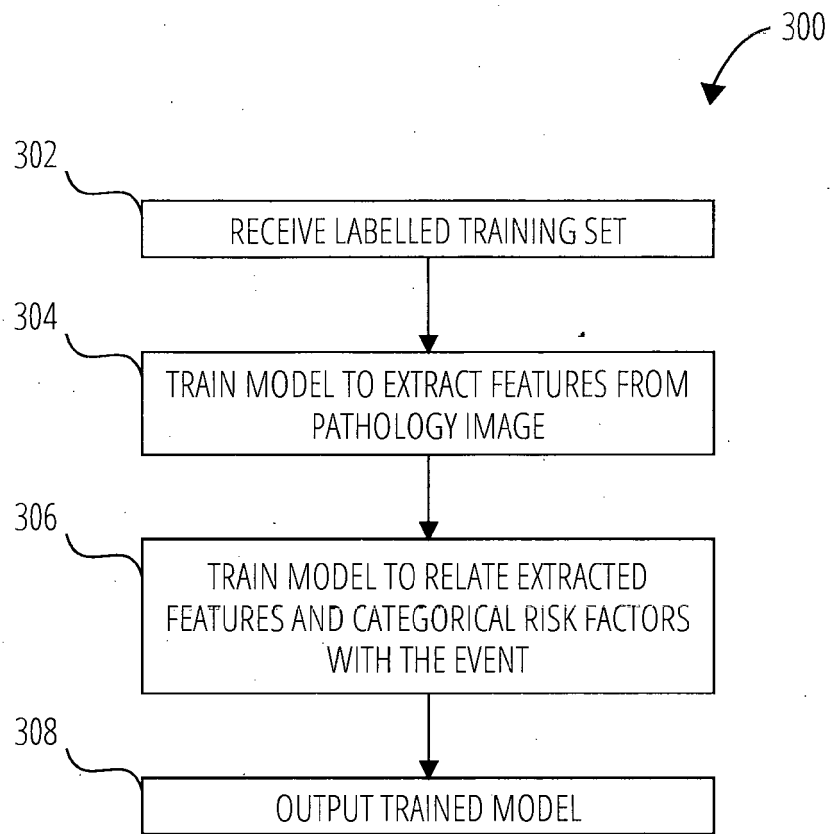 300
302
RECEIVE LABELLED TRAINING SET
304
TRAIN MODEL TO EXTRACT FEATURES FROM
PATHOLOGY IMAGE
306
TRAIN MODEL TO RELATE EXTRACTED
FEATURES AND CATEGORICAL RISK FACTORS
WITH THE EVENT
308
OUTPUT TRAINED MODEL